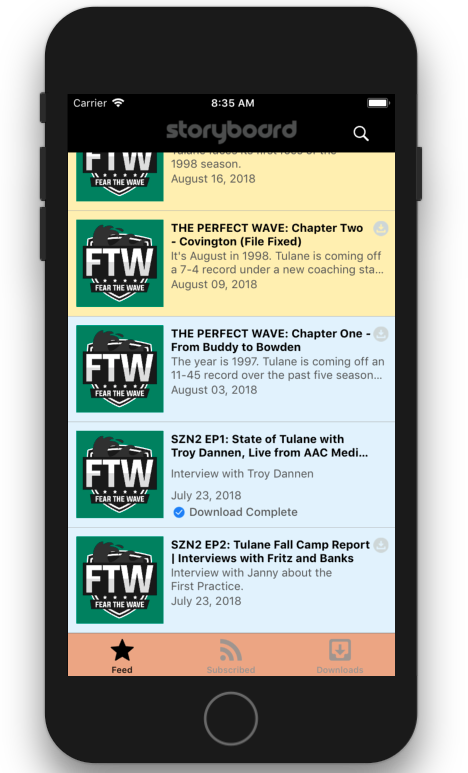 Carrier
8:35 AM
storyboard
FTW
FEAR THE WAVE
1998 season.
August 16, 2018
FTW
FEAR THE WAVE
THE PERFECT WAVE: Chapter Two
- Covington (File Fixed)
It's August in 1998. Tulane is coming off
a 7-4 record under a new coaching sta...
August 09, 2018
FTW
FEAR THE WAVE
THE PERFECT WAVE: Chapter One -
From Buddy to Bowden
The year is 1997. Tulane is coming off an
11-45 record over the past five season...
August 03, 2018
FTW
FEAR THE WAVE
SZN2 EP1: State of Tulane with
Troy Dannen, Live from AAC Medi...
Interview with Troy Dannen
July 23, 2018
Download Complete
FTW
FEAR THE WAVE
SZN2 EP2: Tulane Fall Camp Report
| Interviews with Fritz and Banks
Interview with Janny about the
First Practice.
July 23, 2018
Feed
Subscribed
Downloads